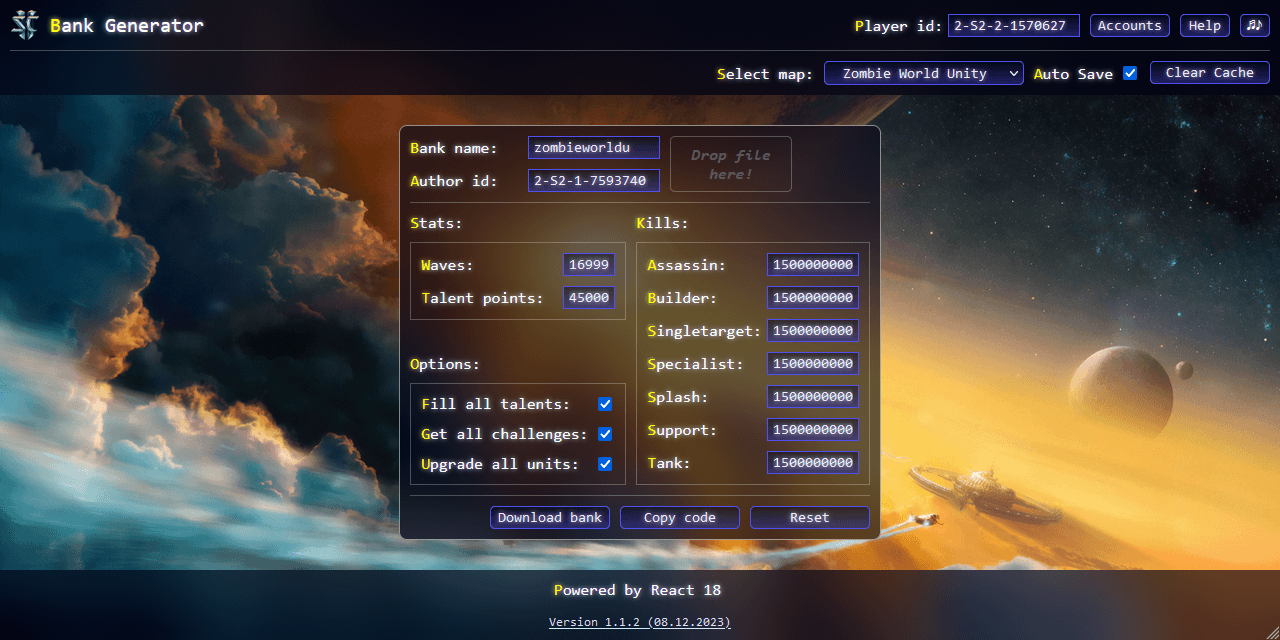 Bank Generator
Player id: 2-S2-2-1570627 Accounts Help
Select map: Zombie World Unity Auto Save Clear Cache
Bank name: zombieworldu
Drop file
here!
Author id: 2-S2-1-7593740
Stats:
Waves: 16999
Talent points: 45000
Options:
Fill all talents:
Get all challenges:
Upgrade all units:
Kills:
Assassin: 1500000000
Builder: 1500000000
Singletarget: 1500000000
Specialist: 1500000000
Splash: 1500000000
Support: 1500000000
Tank: 1500000000
Download bank Copy code Reset
Powered by React 18
Version 1.1.2 (08.12.2023)